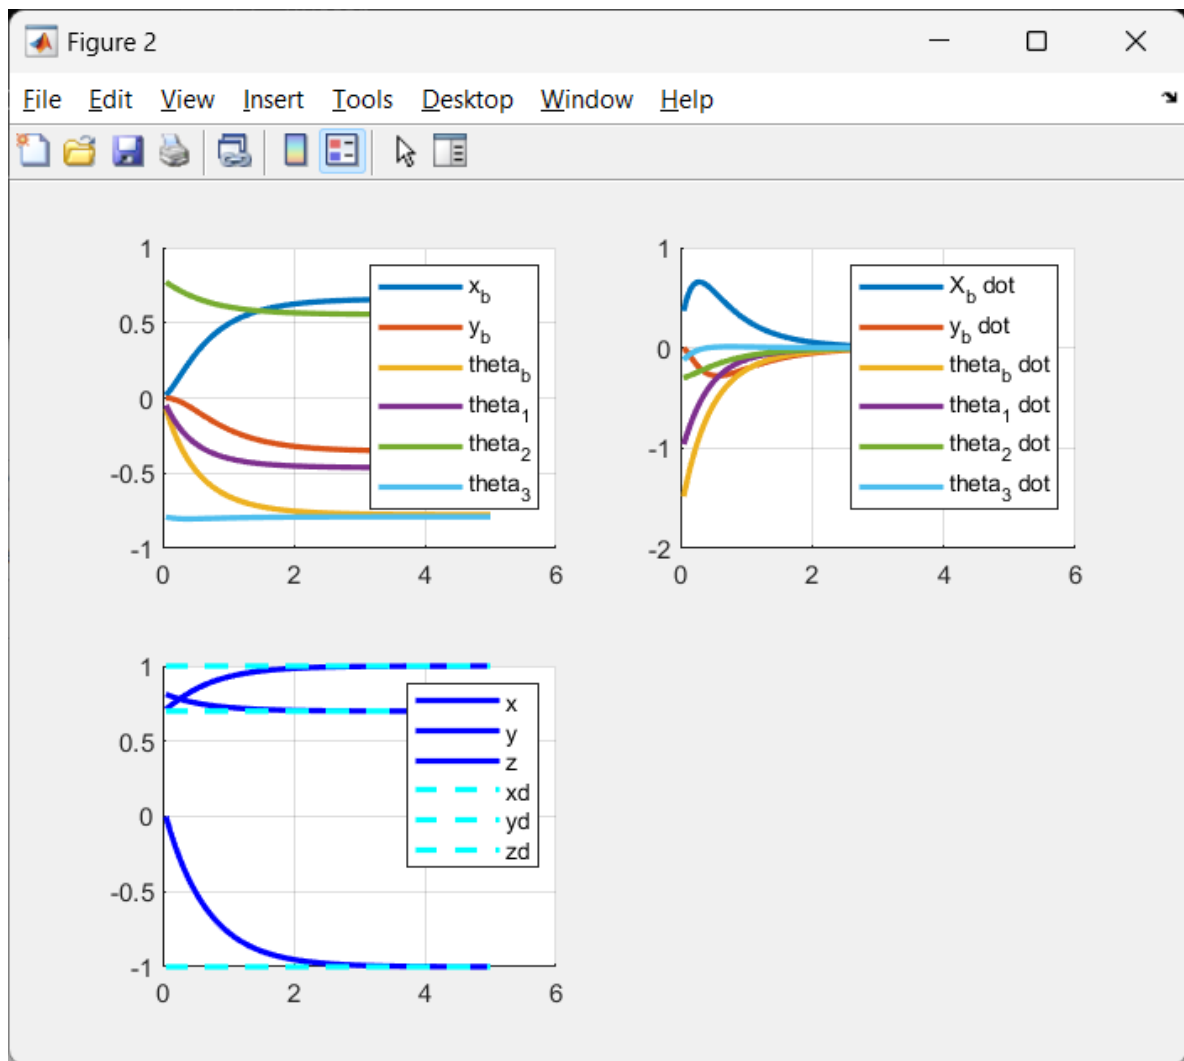 Figure 2
File Edit View Insert Tools Desktop Window Help
1
0.5
0
-0.5
-1
0 2 4 6
x_b
y_b
theta_b
theta_1
theta_2
theta_3
1
0
-1
-2
0 2 4 6
X_b dot
y_b dot
theta_b dot
theta_1 dot
theta_2 dot
theta_3 dot
1
0.5
0
-0.5
-1
0 2 4 6
x
y
z
xd
yd
zd